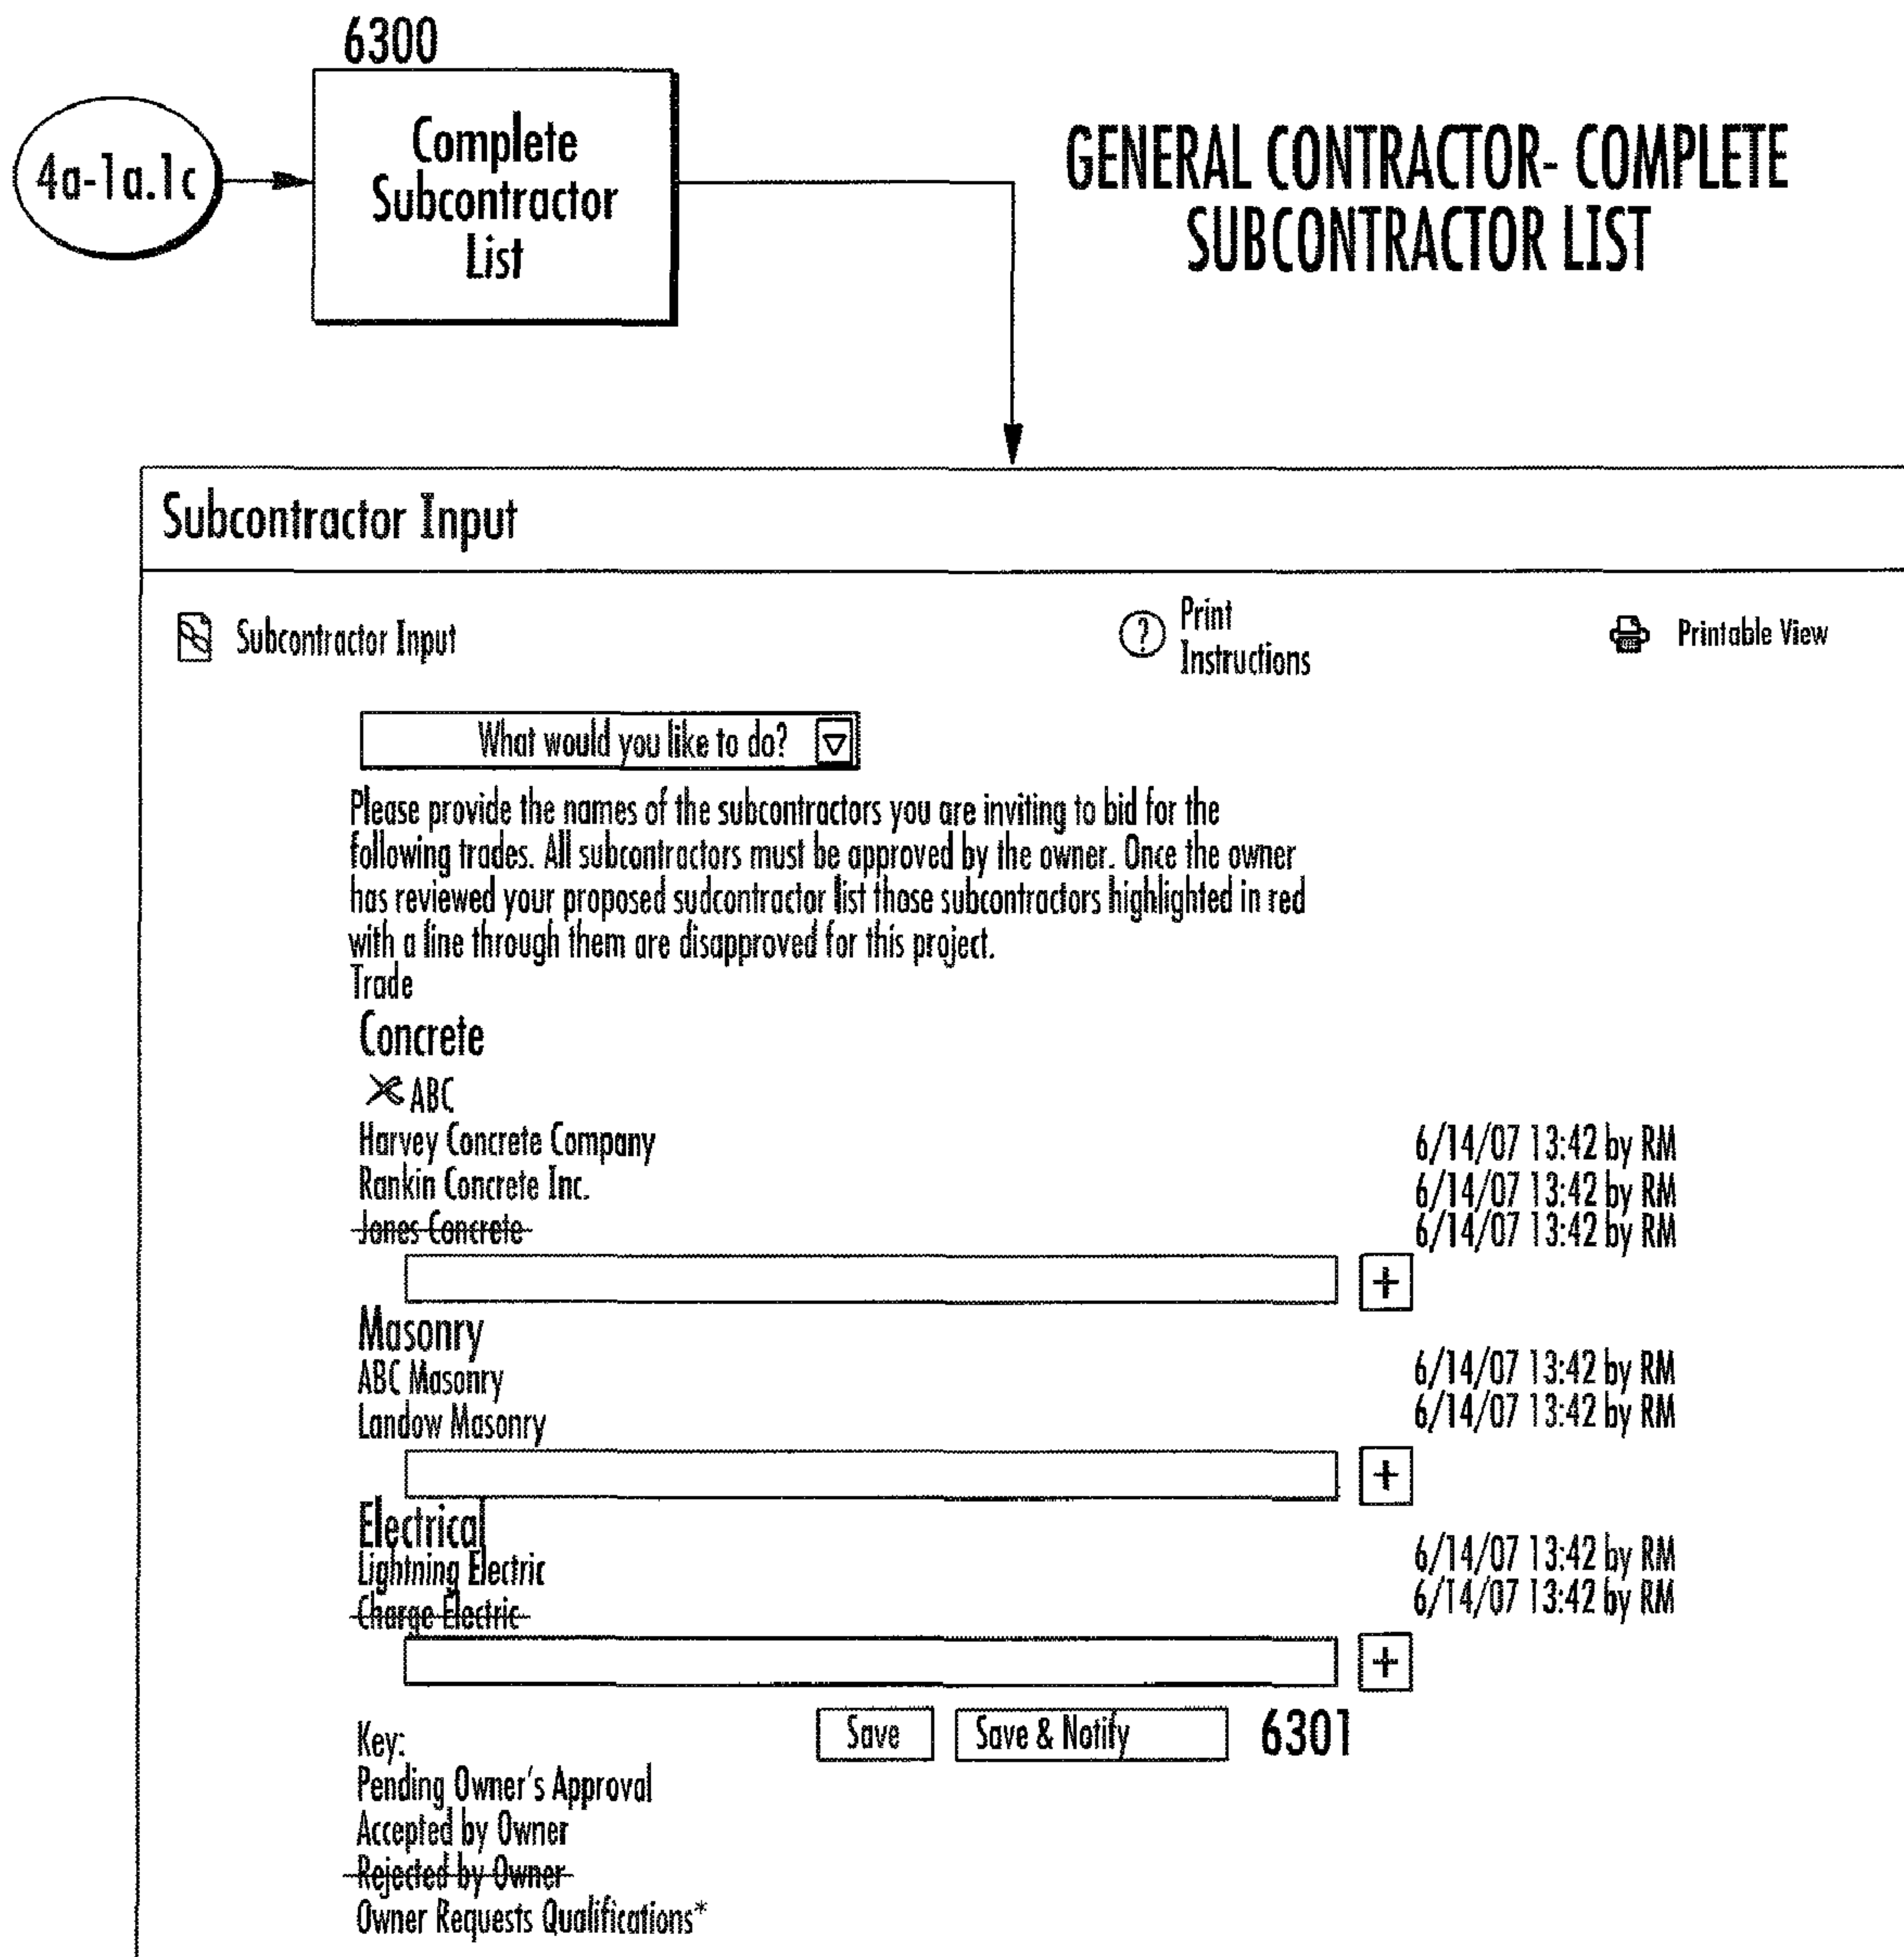 6300
4a-1a.1c
Complete
Subcontractor
List
GENERAL CONTRACTOR- COMPLETE
SUBCONTRACTOR LIST
Subcontractor Input
Subcontractor Input
Print
Instructions
Printable View
What would you like to do?
Please provide the names of the subcontractors you are inviting to bid for the
following trades. All subcontractors must be approved by the owner. Once the owner
has reviewed your proposed sudcontractor list those subcontractors highlighted in red
with a line through them are disapproved for this project.
Trade
Concrete
ABC
Harvey Concrete Company 6/14/07 13:42 by RM
Rankin Concrete Inc. 6/14/07 13:42 by RM
Jones Concrete 6/14/07 13:42 by RM
+
Masonry
ABC Masonry 6/14/07 13:42 by RM
Landow Masonry 6/14/07 13:42 by RM
+
Electrical
Lightning Electric 6/14/07 13:42 by RM
Charge Electric 6/14/07 13:42 by RM
+
Save Save & Notify 6301
Key:
Pending Owner's Approval
Accepted by Owner
Rejected by Owner
Owner Requests Qualifications*